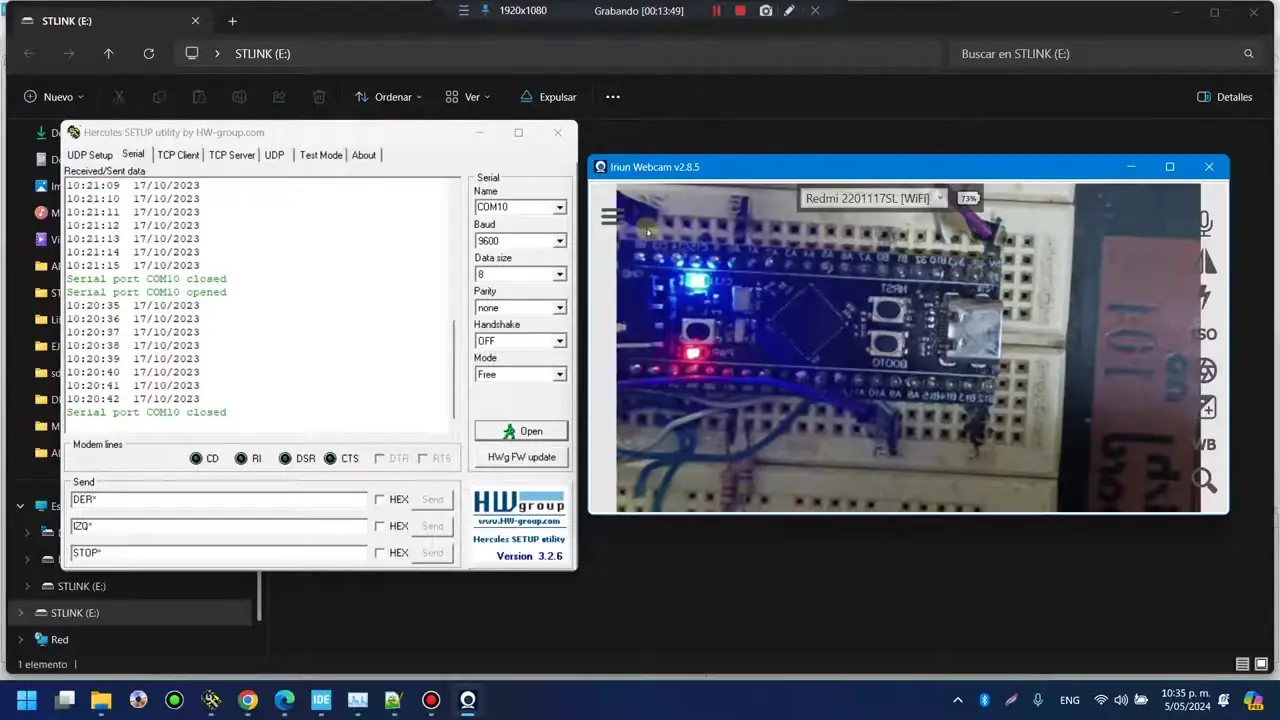 STLINK (E:)
1920x1080
Grabando [00:13:49]
STLINK (E:)
Buscar en STLINK (E:)
Nuevo
Ordenar
Ver
Expulsar
Detalles
Hercules SETUP utility by HW-group.com
UDP Setup
Serial
TCP Client
TCP Server
UDP
Test Mode
About
Received/Sent data
10:21:09 17/10/2023
10:21:10 17/10/2023
10:21:11 17/10/2023
10:21:12 17/10/2023
10:21:13 17/10/2023
10:21:14 17/10/2023
10:21:15 17/10/2023
Serial port COM10 closed
Serial port COM10 opened
10:20:35 17/10/2023
10:20:36 17/10/2023
10:20:37 17/10/2023
10:20:38 17/10/2023
10:20:39 17/10/2023
10:20:40 17/10/2023
10:20:41 17/10/2023
10:20:42 17/10/2023
Serial port COM10 closed
Serial
Name
COM10
Baud
9600
Data size
8
Parity
none
Handshake
OFF
Mode
Free
Open
HWg FW update
Modem lines
CD
RI
DSR
CTS
DTR
RTS
Send
DER*
HEX
Send
IZQ*
HEX
Send
STOP*
HEX
Send
HWgroup
www.HW-group.com
Hercules SETUP utility
Version 3.2.6
Iriun Webcam v2.8.5
Redmi 2201117SL [WiFi]
73%
NRST
BOOT0
WB
STLINK (E:)
STLINK (E:)
Red
1 elemento
ENG
10:35 p. m.
5/05/2024